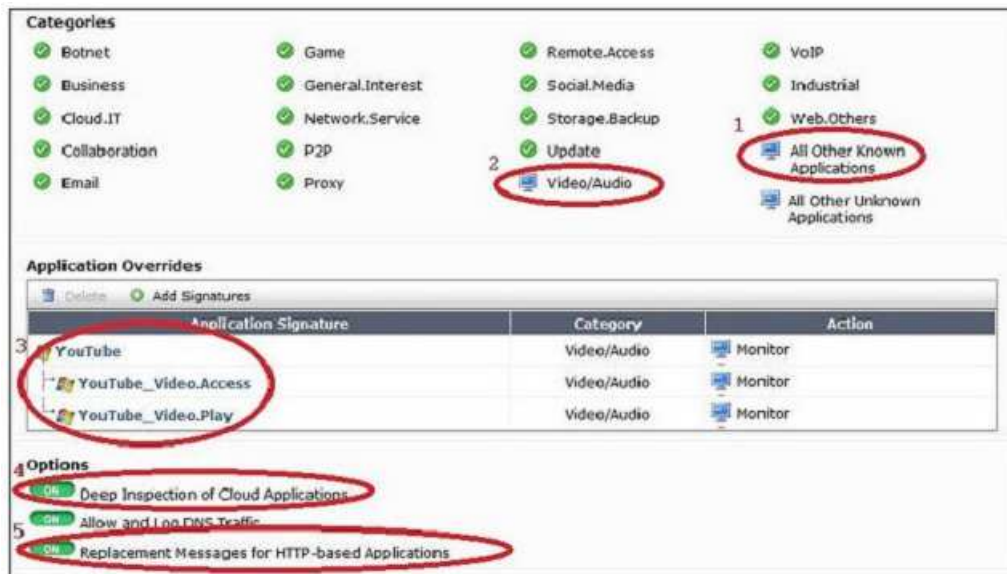 Categories
Botnet Game Remote.Access VoIP
Business General.Interest Social.Media Industrial
Cloud.IT Network.Service Storage.Backup 1 Web.Others
Collaboration P2P Update All Other Known
Applications
Email Proxy 2 Video/Audio All Other Unknown
Applications
Application Overrides
Delete Add Signatures
Application Signature Category Action
3 YouTube Video/Audio Monitor
YouTube_Video.Access Video/Audio Monitor
YouTube_Video.Play Video/Audio Monitor
4 Options
ON Deep Inspection of Cloud Applications
ON Allow and Log DNS Traffic
5 ON Replacement Messages for HTTP-based Applications